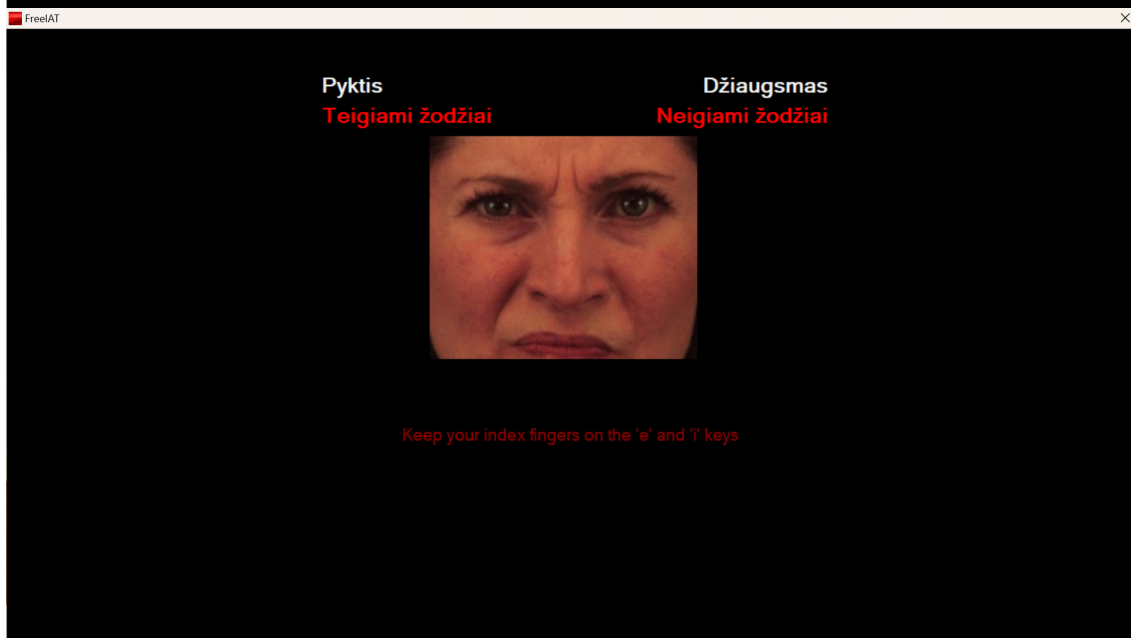 FreeIAT
Pyktis Džiaugsmas
Teigiami žodžiai Neigiami žodžiai
Keep your index fingers on the 'e' and 'i' keys